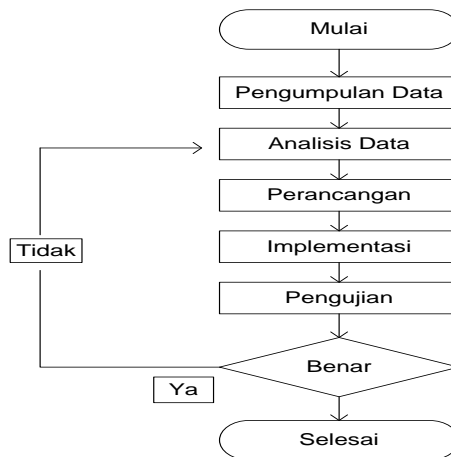 Mulai
Pengumpulan Data
Analisis Data
Perancangan
Tidak
Implementasi
Pengujian
Benar
Ya
Selesai